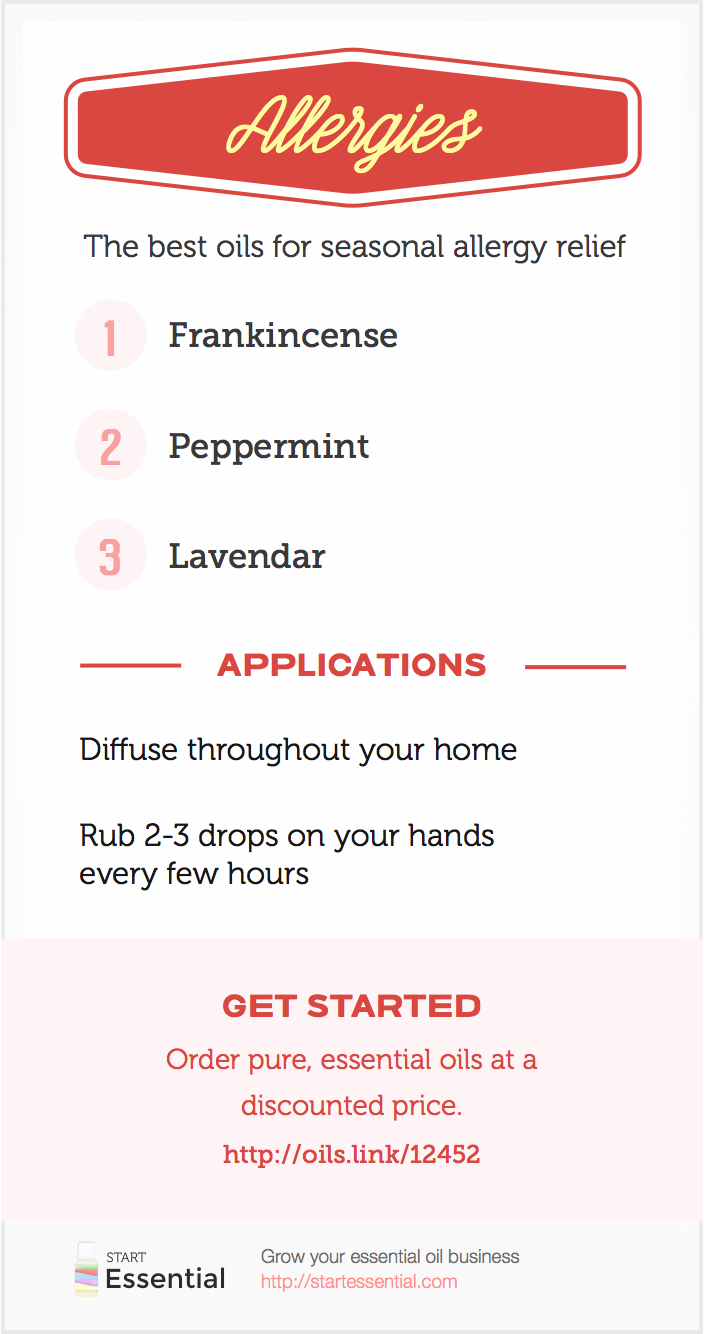 Allergies
The best oils for seasonal allergy relief
1 Frankincense
2 Peppermint
3 Lavendar
APPLICATIONS
Diffuse throughout your home
Rub 2-3 drops on your hands
every few hours
GET STARTED
Order pure, essential oils at a
discounted price.
http://oils.link/12452
START
Essential
Grow your essential oil business
http://startessential.com